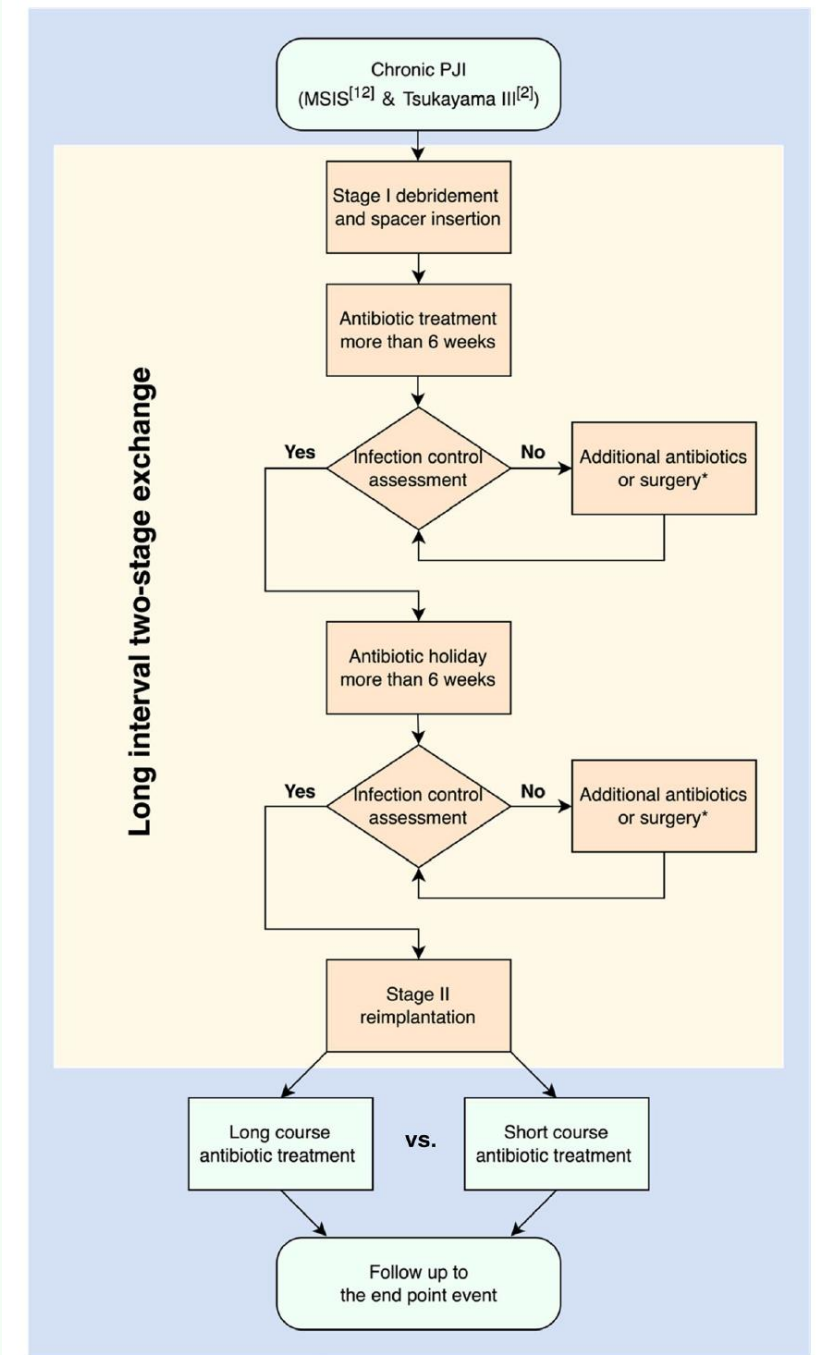 Chronic PJI
(MSIS[12] & Tsukayama III[2])
Stage I debridement
and spacer insertion
Antibiotic treatment
more than 6 weeks
Yes
Infection control
assessment
No
Additional antibiotics
or surgery*
Long interval two-stage exchange
Antibiotic holiday
more than 6 weeks
Yes
Infection control
assessment
No
Additional antibiotics
or surgery*
Stage II
reimplantation
Long course
antibiotic treatment
vs.
Short course
antibiotic treatment
Follow up to
the end point event